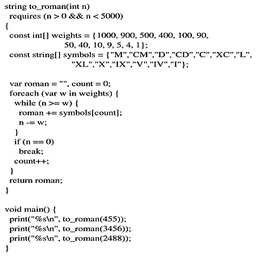 string to_roman(int n)
requires (n > 0 && n < 5000)
{
const int[] weights = {1000, 900, 500, 400, 100, 90,
50, 40, 10, 9, 5, 4, 1};
const string[] symbols = {"M","CM","D","CD","C","XC","L",
"XL","X","IX","V","IV","I"};
var roman = "", count = 0;
foreach (var w in weights) {
while (n >= w) {
roman += symbols[count];
n -= w;
}
if (n == 0)
break;
count++;
}
return roman;
}
void main() {
print("%s\n", to_roman(455));
print("%s\n", to_roman(3456));
print("%s\n", to_roman(2488));
}